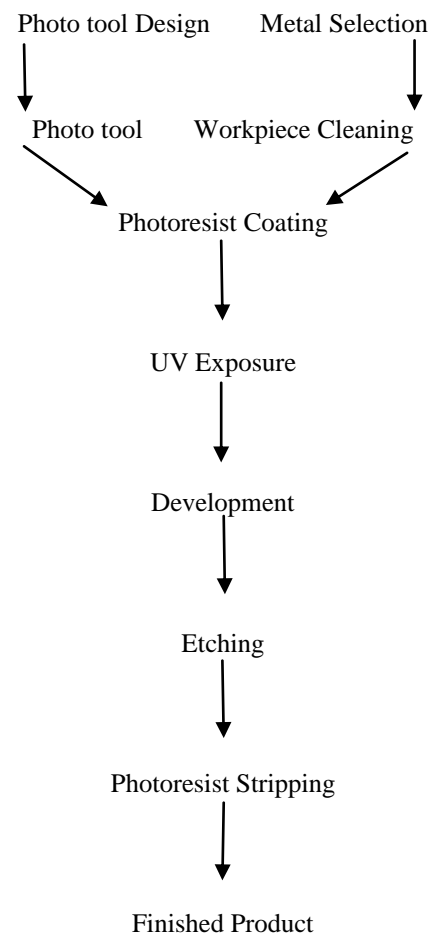 Photo tool Design    Metal Selection
Photo tool    Workpiece Cleaning
Photoresist Coating
UV Exposure
Development
Etching
Photoresist Stripping
Finished Product